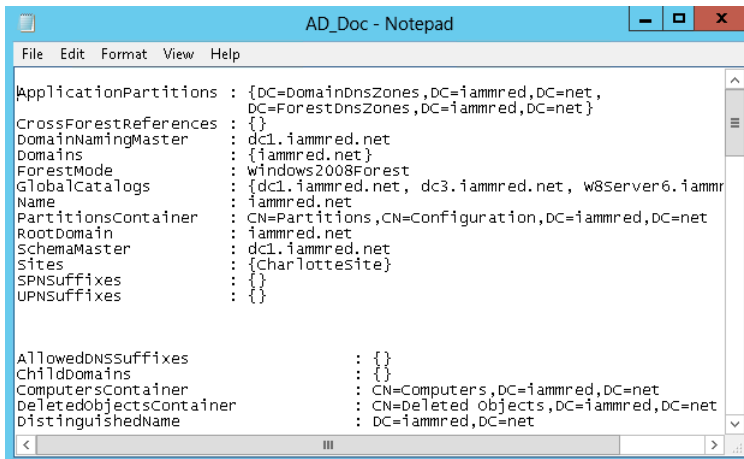 AD_Doc - Notepad
File Edit Format View Help
ApplicationPartitions : {DC=DomainDnsZones,DC=iammred,DC=net,
DC=ForestDnsZones,DC=iammred,DC=net}
CrossForestReferences : {}
DomainNamingMaster : dc1.iammred.net
Domains : {iammred.net}
ForestMode : Windows2008Forest
GlobalCatalogs : {dc1.iammred.net, dc3.iammred.net, W8Server6.iammr
Name : iammred.net
PartitionsContainer : CN=Partitions,CN=Configuration,DC=iammred,DC=net
RootDomain : iammred.net
SchemaMaster : dc1.iammred.net
Sites : {CharlotteSite}
SPNSuffixes : {}
UPNSuffixes : {}
AllowedDNSSuffixes : {}
ChildDomains : {}
ComputersContainer : CN=Computers,DC=iammred,DC=net
DeletedObjectsContainer : CN=Deleted Objects,DC=iammred,DC=net
DistinguishedName : DC=iammred,DC=net